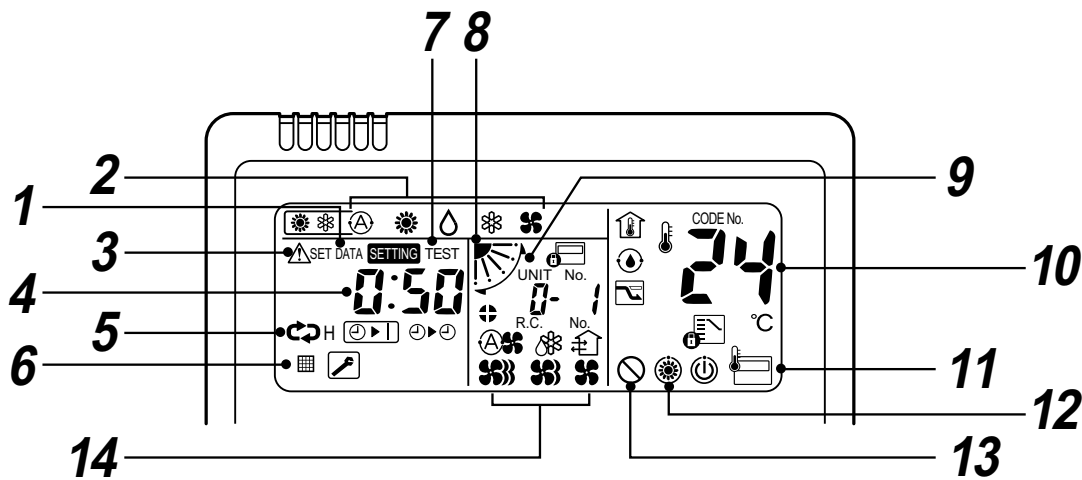 7 8
2
1
9
CODE No.
A
3
SET DATA SETTING TEST
24
10
UNIT No.
4
0:50
0- 1
R.C. No.
°C
5
H
A
6
11
12
13
14